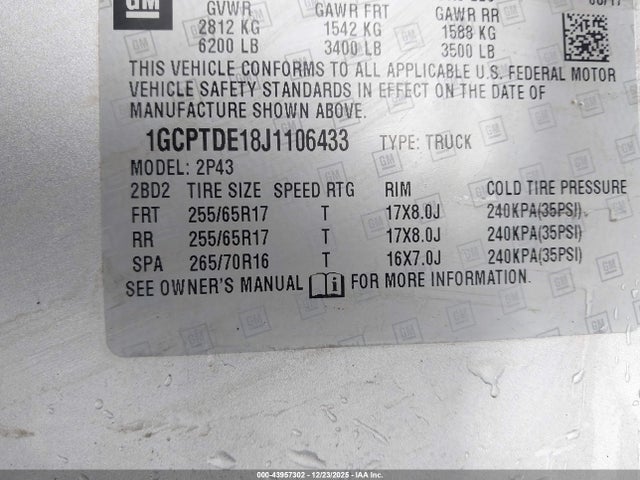 GM
GVWR GAWR FRT GAWR RR
2812 KG 1542 KG 1588 KG
6200 LB 3400 LB 3500 LB
THIS VEHICLE CONFORMS TO ALL APPLICABLE U.S. FEDERAL MOTOR
VEHICLE SAFETY STANDARDS IN EFFECT ON THE DATE OF
MANUFACTURE SHOWN ABOVE.
1GCPTDE18J1106433 TYPE: TRUCK
MODEL: 2P43
2BD2 TIRE SIZE SPEED RTG RIM COLD TIRE PRESSURE
FRT 255/65R17 T 17X8.0J 240KPA(35PSI)
RR 255/65R17 T 17X8.0J 240KPA(35PSI)
SPA 265/70R16 T 16X7.0J 240KPA(35PSI)
SEE OWNER'S MANUAL FOR MORE INFORMATION.
© 00-43957302 - 12/23/2025 - IAA Inc.